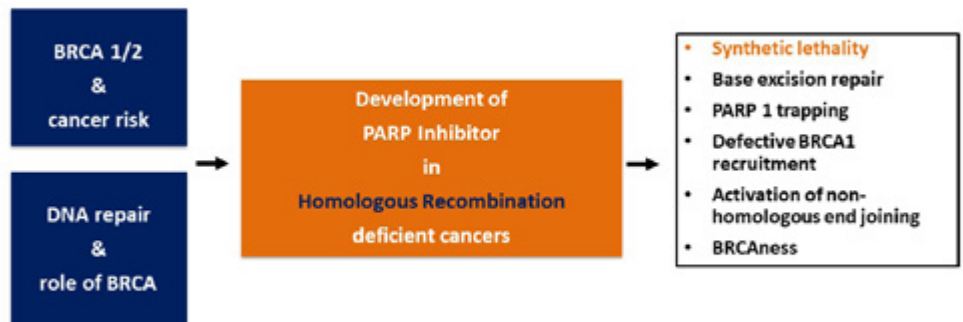 BRCA 1/2
&
cancer risk
DNA repair
&
role of BRCA
Development of
PARP Inhibitor
in
Homologous Recombination
deficient cancers
• Synthetic lethality
• Base excision repair
• PARP 1 trapping
• Defective BRCA1
recruitment
• Activation of non-
homologous end joining
• BRCAness